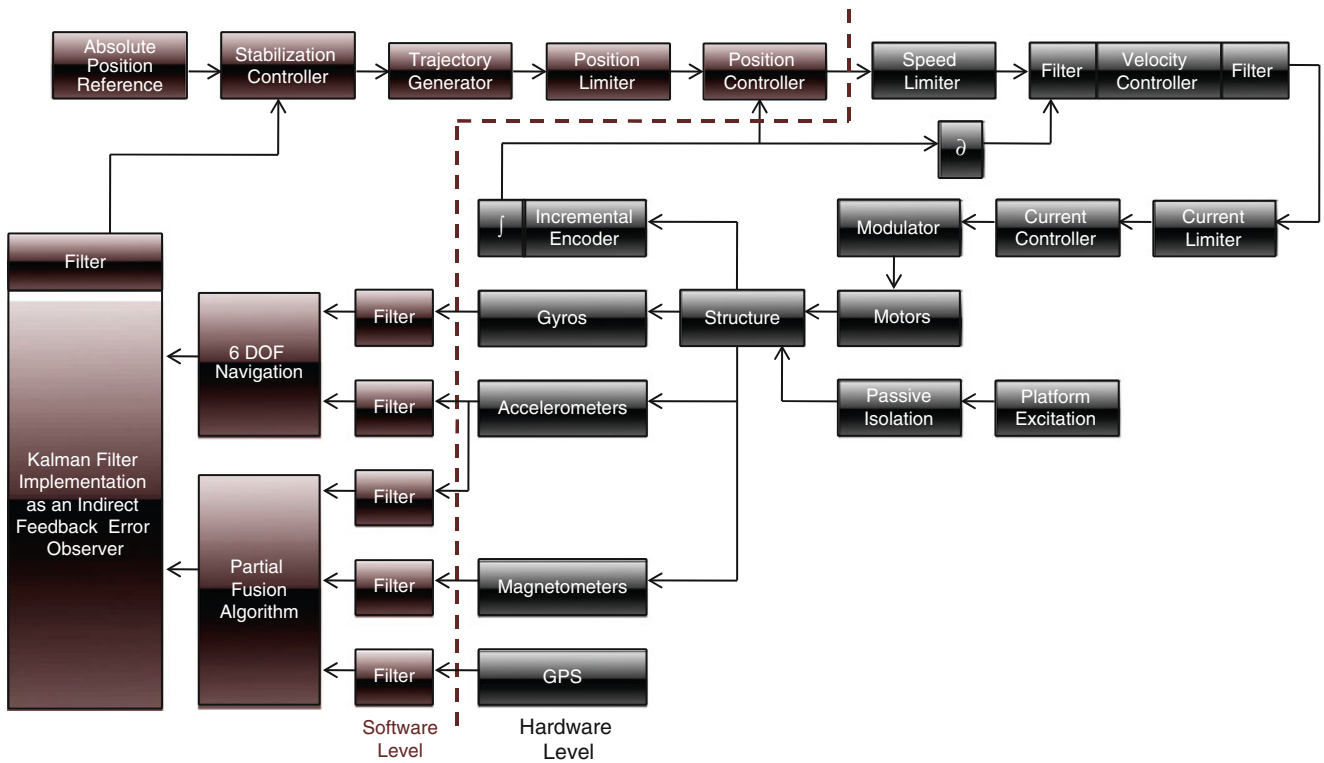 Absolute
Position
Reference
Stabilization
Controller
Trajectory
Generator
Position
Limiter
Position
Controller
Speed
Limiter
Filter
Velocity
Controller
Filter
∂
∫
Incremental
Encoder
Modulator
Current
Controller
Current
Limiter
Filter
6 DOF
Navigation
Filter
Gyros
Structure
Motors
Filter
Accelerometers
Passive
Isolation
Platform
Excitation
Kalman Filter
Implementation
as an Indirect
Feedback Error
Observer
Filter
Partial
Fusion
Algorithm
Filter
Magnetometers
Filter
GPS
Software
Level
Hardware
Level